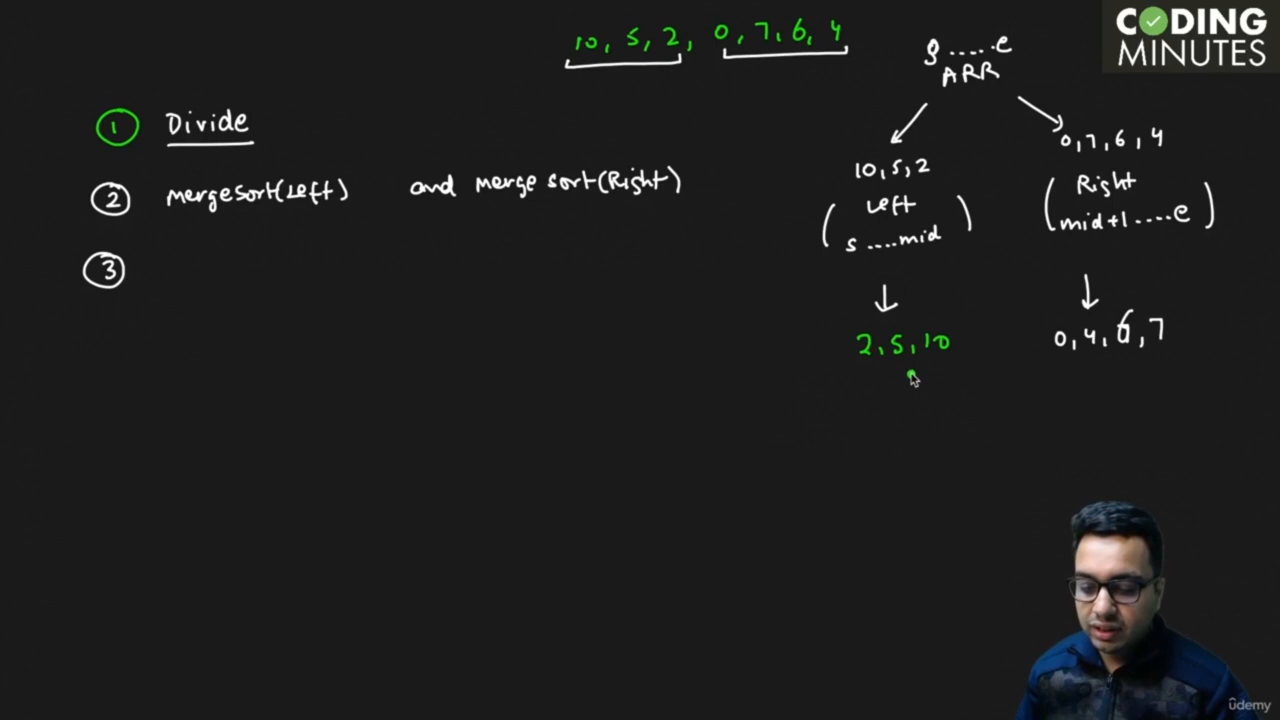 10, 5, 2, 0, 7, 6, 4
CODING
MINUTES
s.....e
ARR
1 Divide
2 mergeSort(Left) and merge sort(Right)
3
10, 5, 2
Left
( s ....mid )
0, 7, 6, 4
Right
( mid+1 ....e )
2, 5, 10
0, 4, 6, 7
ûdemy